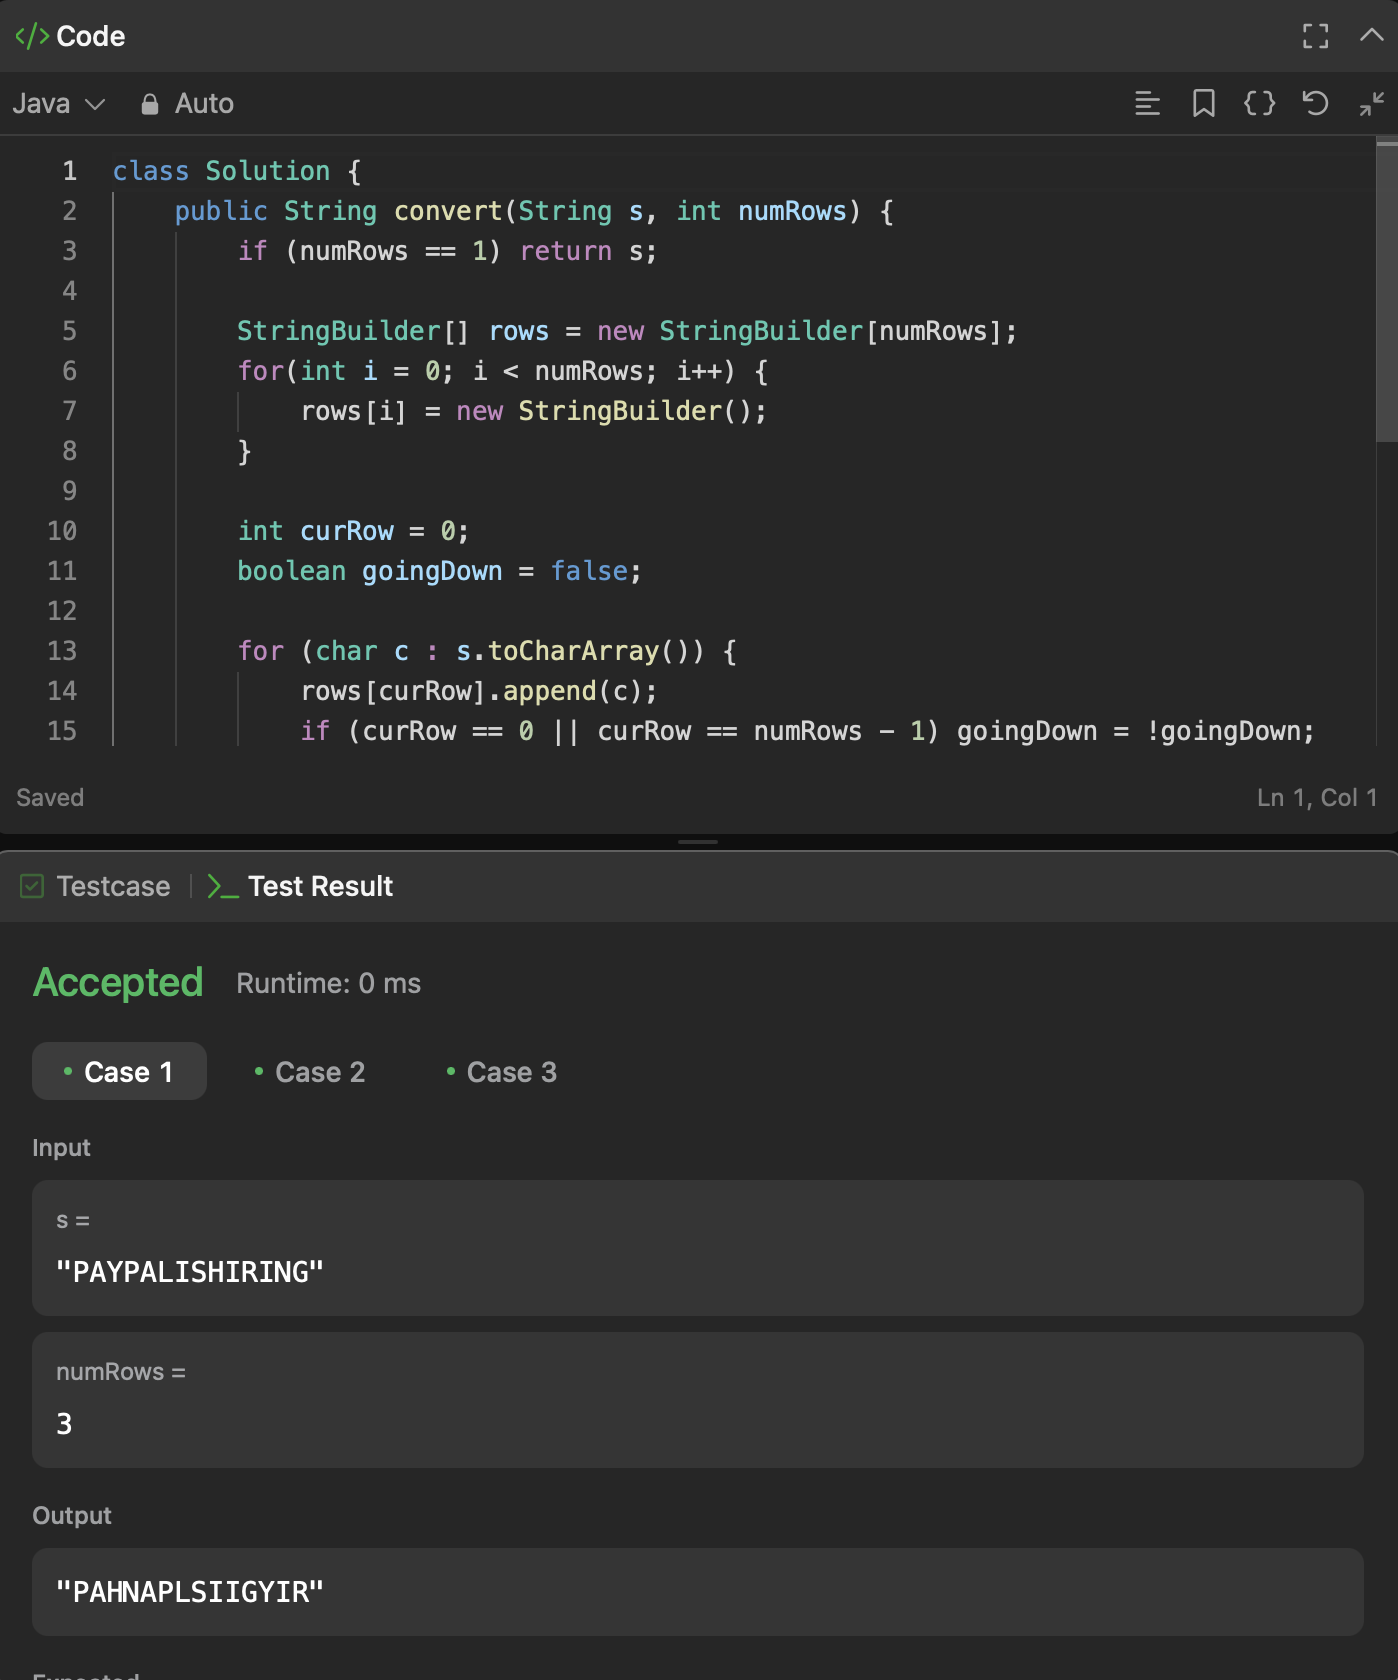 </> Code
Java Auto
1 class Solution {
2     public String convert(String s, int numRows) {
3         if (numRows == 1) return s;
4
5         StringBuilder[] rows = new StringBuilder[numRows];
6         for(int i = 0; i < numRows; i++) {
7             rows[i] = new StringBuilder();
8         }
9
10         int curRow = 0;
11         boolean goingDown = false;
12
13         for (char c : s.toCharArray()) {
14             rows[curRow].append(c);
15             if (curRow == 0 || curRow == numRows - 1) goingDown = !goingDown;
Saved Ln 1, Col 1
Testcase | >_ Test Result
Accepted Runtime: 0 ms
• Case 1 • Case 2 • Case 3
Input
s =
"PAYPALISHIRING"
numRows =
3
Output
"PAHNAPLSIIGYIR"
Expected